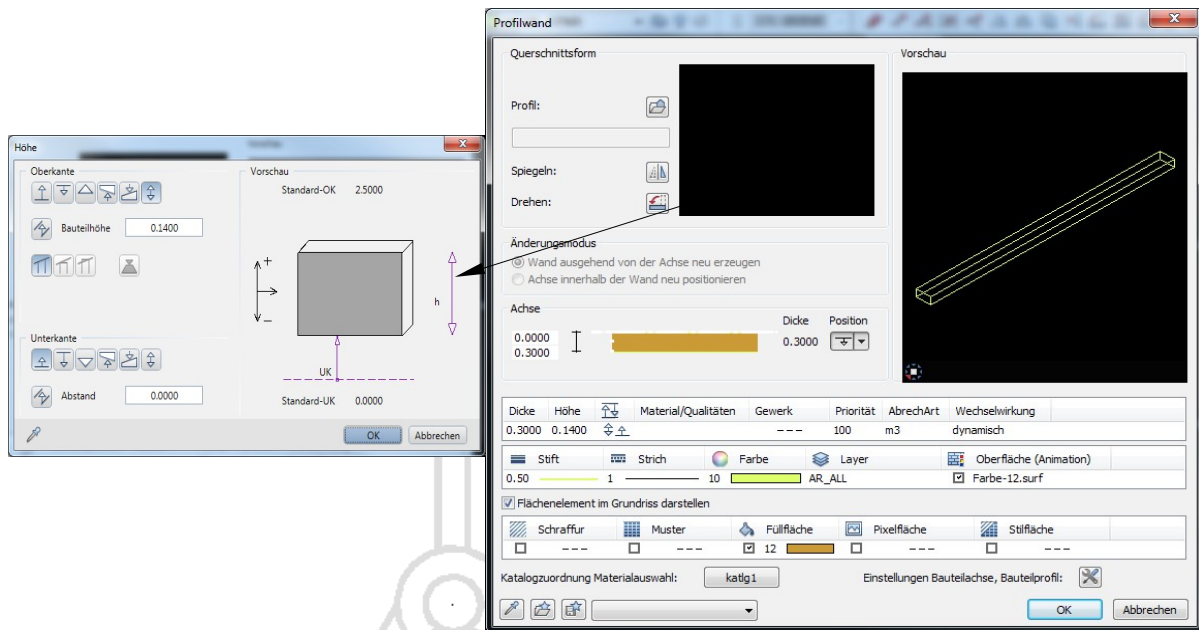 Höhe
Oberkante
Bauteilhöhe 0.1400
Unterkante
Abstand 0.0000
Vorschau
Standard-OK 2.5000
+
–
h
UK
Standard-UK 0.0000
OK Abbrechen
Profilwand
Querschnittsform
Profil:
Spiegeln:
Drehen:
Änderungsmodus
Wand ausgehend von der Achse neu erzeugen
Achse innerhalb der Wand neu positionieren
Achse
0.0000
0.3000
Dicke Position
0.3000
Vorschau
Dicke Höhe Material/Qualitäten Gewerk Priorität AbrechArt Wechselwirkung
0.3000 0.1400 --- 100 m3 dynamisch
Stift Strich Farbe Layer Oberfläche (Animation)
0.50 1 10 AR_ALL Farbe-12.surf
Flächenelement im Grundriss darstellen
Schraffur Muster Füllfläche Pixelfläche Stilfläche
--- --- 12 --- ---
Katalogzuordnung Materialauswahl: katlg1 Einstellungen Bauteilachse, Bauteilprofil:
OK Abbrechen